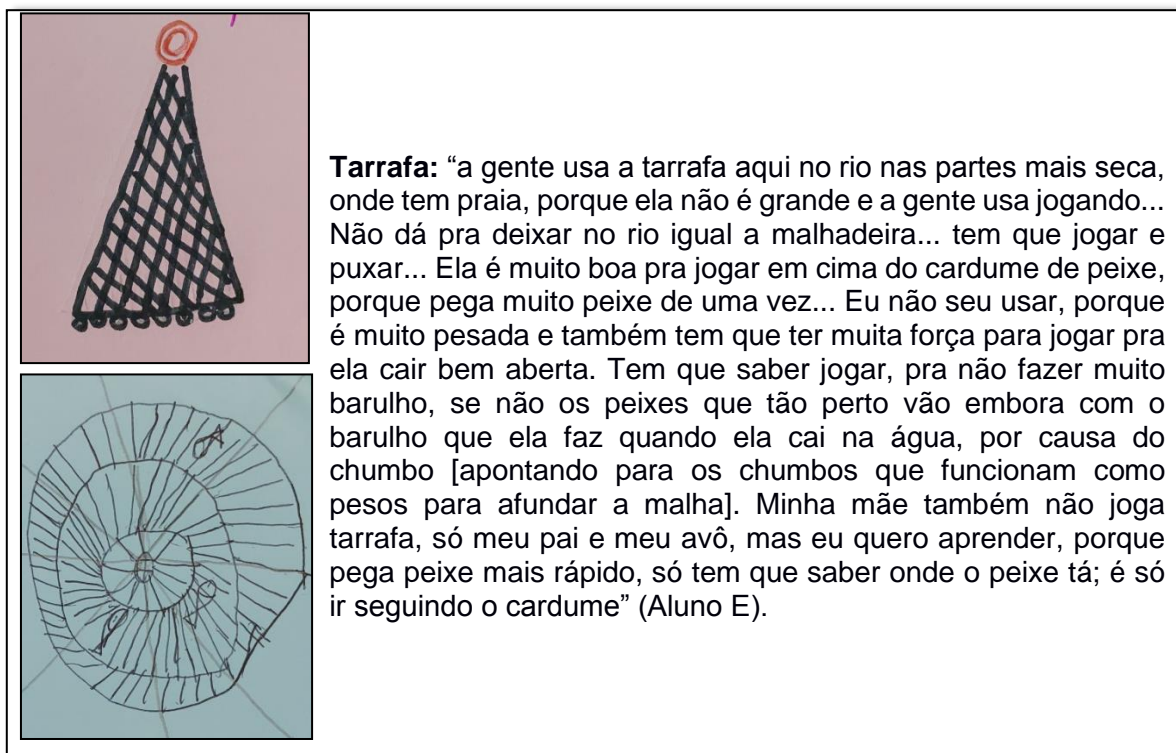 Tarrafa: “a gente usa a tarrafa aqui no rio nas partes mais seca,
onde tem praia, porque ela não é grande e a gente usa jogando...
Não dá pra deixar no rio igual a malhadeira... tem que jogar e
puxar... Ela é muito boa pra jogar em cima do cardume de peixe,
porque pega muito peixe de uma vez... Eu não seu usar, porque
é muito pesada e também tem que ter muita força para jogar pra
ela cair bem aberta. Tem que saber jogar, pra não fazer muito
barulho, se não os peixes que tão perto vão embora com o
barulho que ela faz quando ela cai na água, por causa do
chumbo [apontando para os chumbos que funcionam como
pesos para afundar a malha]. Minha mãe também não joga
tarrafa, só meu pai e meu avô, mas eu quero aprender, porque
pega peixe mais rápido, só tem que saber onde o peixe tá; é só
ir seguindo o cardume” (Aluno E).